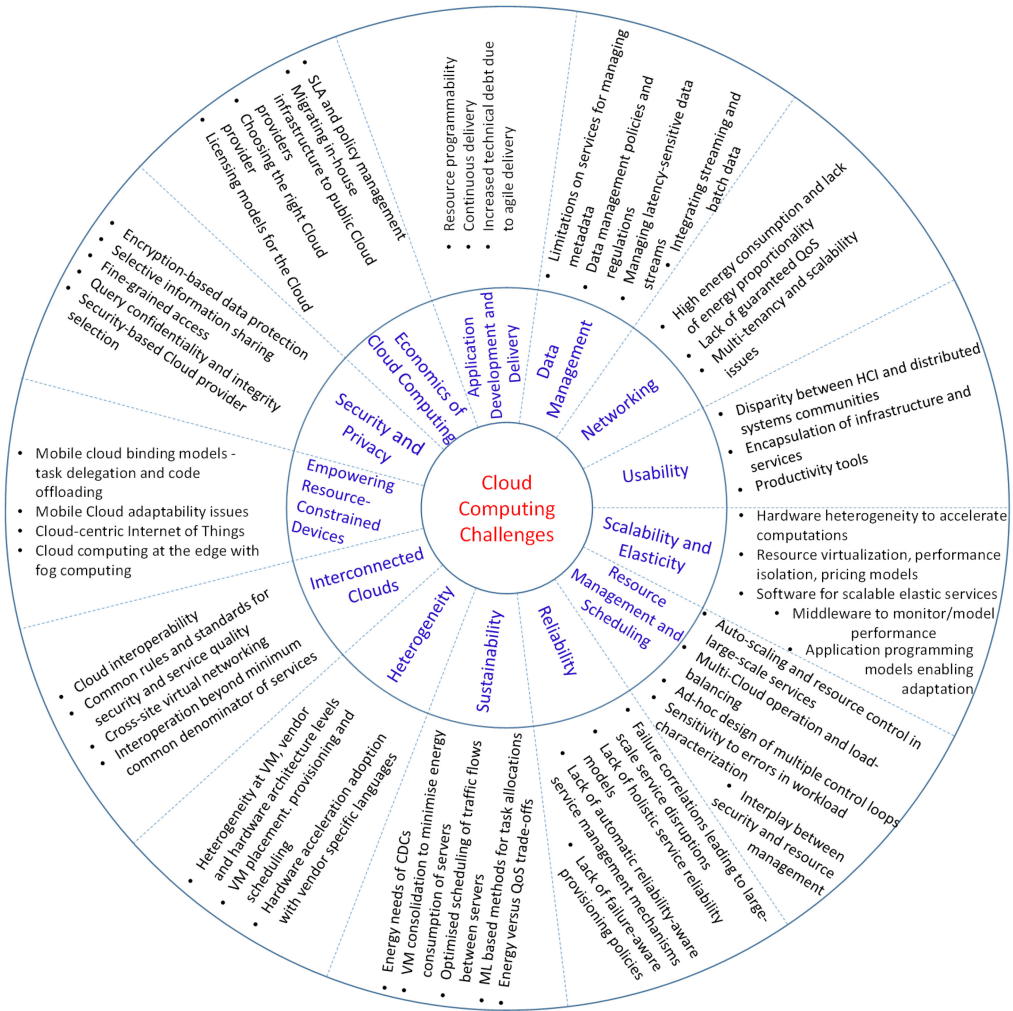 Cloud
Computing
Challenges
Application
Development and
Delivery
Resource programmability
Continuous delivery
Increased technical debt due
to agile delivery
Data
Management
Limitations on services for managing
metadata
Data management policies and
regulations
Managing latency-sensitive data
streams
Integrating streaming and
batch data
Networking
High energy consumption and lack
of energy proportionality
Lack of guaranteed QoS
Multi-tenancy and scalability
issues
Usability
Disparity between HCI and distributed
systems communities
Encapsulation of infrastructure and
services
Productivity tools
Scalability and
Elasticity
Hardware heterogeneity to accelerate
computations
Resource virtualization, performance
isolation, pricing models
Software for scalable elastic services
Middleware to monitor/model
performance
Application programming
models enabling
adaptation
Resource
Management and
Scheduling
Auto-scaling and resource control in
large-scale services
Multi-Cloud operation and load-
balancing
Ad-hoc design of multiple control loops
Sensitivity to errors in workload
characterization
Interplay between
security and resource
management
Reliability
Failure correlations leading to large-
scale service disruptions
Lack of holistic service reliability
models
Lack of automatic reliability-aware
service management mechanisms
Lack of failure-aware
provisioning policies
Sustainability
Energy needs of CDCs
VM consolidation to minimise energy
consumption of servers
Optimised scheduling of traffic flows
between servers
ML based methods for task allocations
Energy versus QoS trade-offs
Heterogeneity
Heterogeneity at VM, vendor
and hardware architecture levels
VM placement. provisioning and
scheduling
Hardware acceleration adoption
with vendor specific languages
Interconnected
Clouds
Cloud interoperability
Common rules and standards for
security and service quality
Cross-site virtual networking
Interoperation beyond minimum
common denominator of services
Empowering
Resource-
Constrained
Devices
Mobile cloud binding models -
task delegation and code
offloading
Mobile Cloud adaptability issues
Cloud-centric Internet of Things
Cloud computing at the edge with
fog computing
Security and
Privacy
Encryption-based data protection
Selective information sharing
Fine-grained access
Query confidentiality and integrity
Security-based Cloud provider
selection
Economics of
Cloud Computing
SLA and policy management
Migrating in-house
infrastructure to public Cloud
providers
Choosing the right Cloud
provider
Licensing models for the Cloud